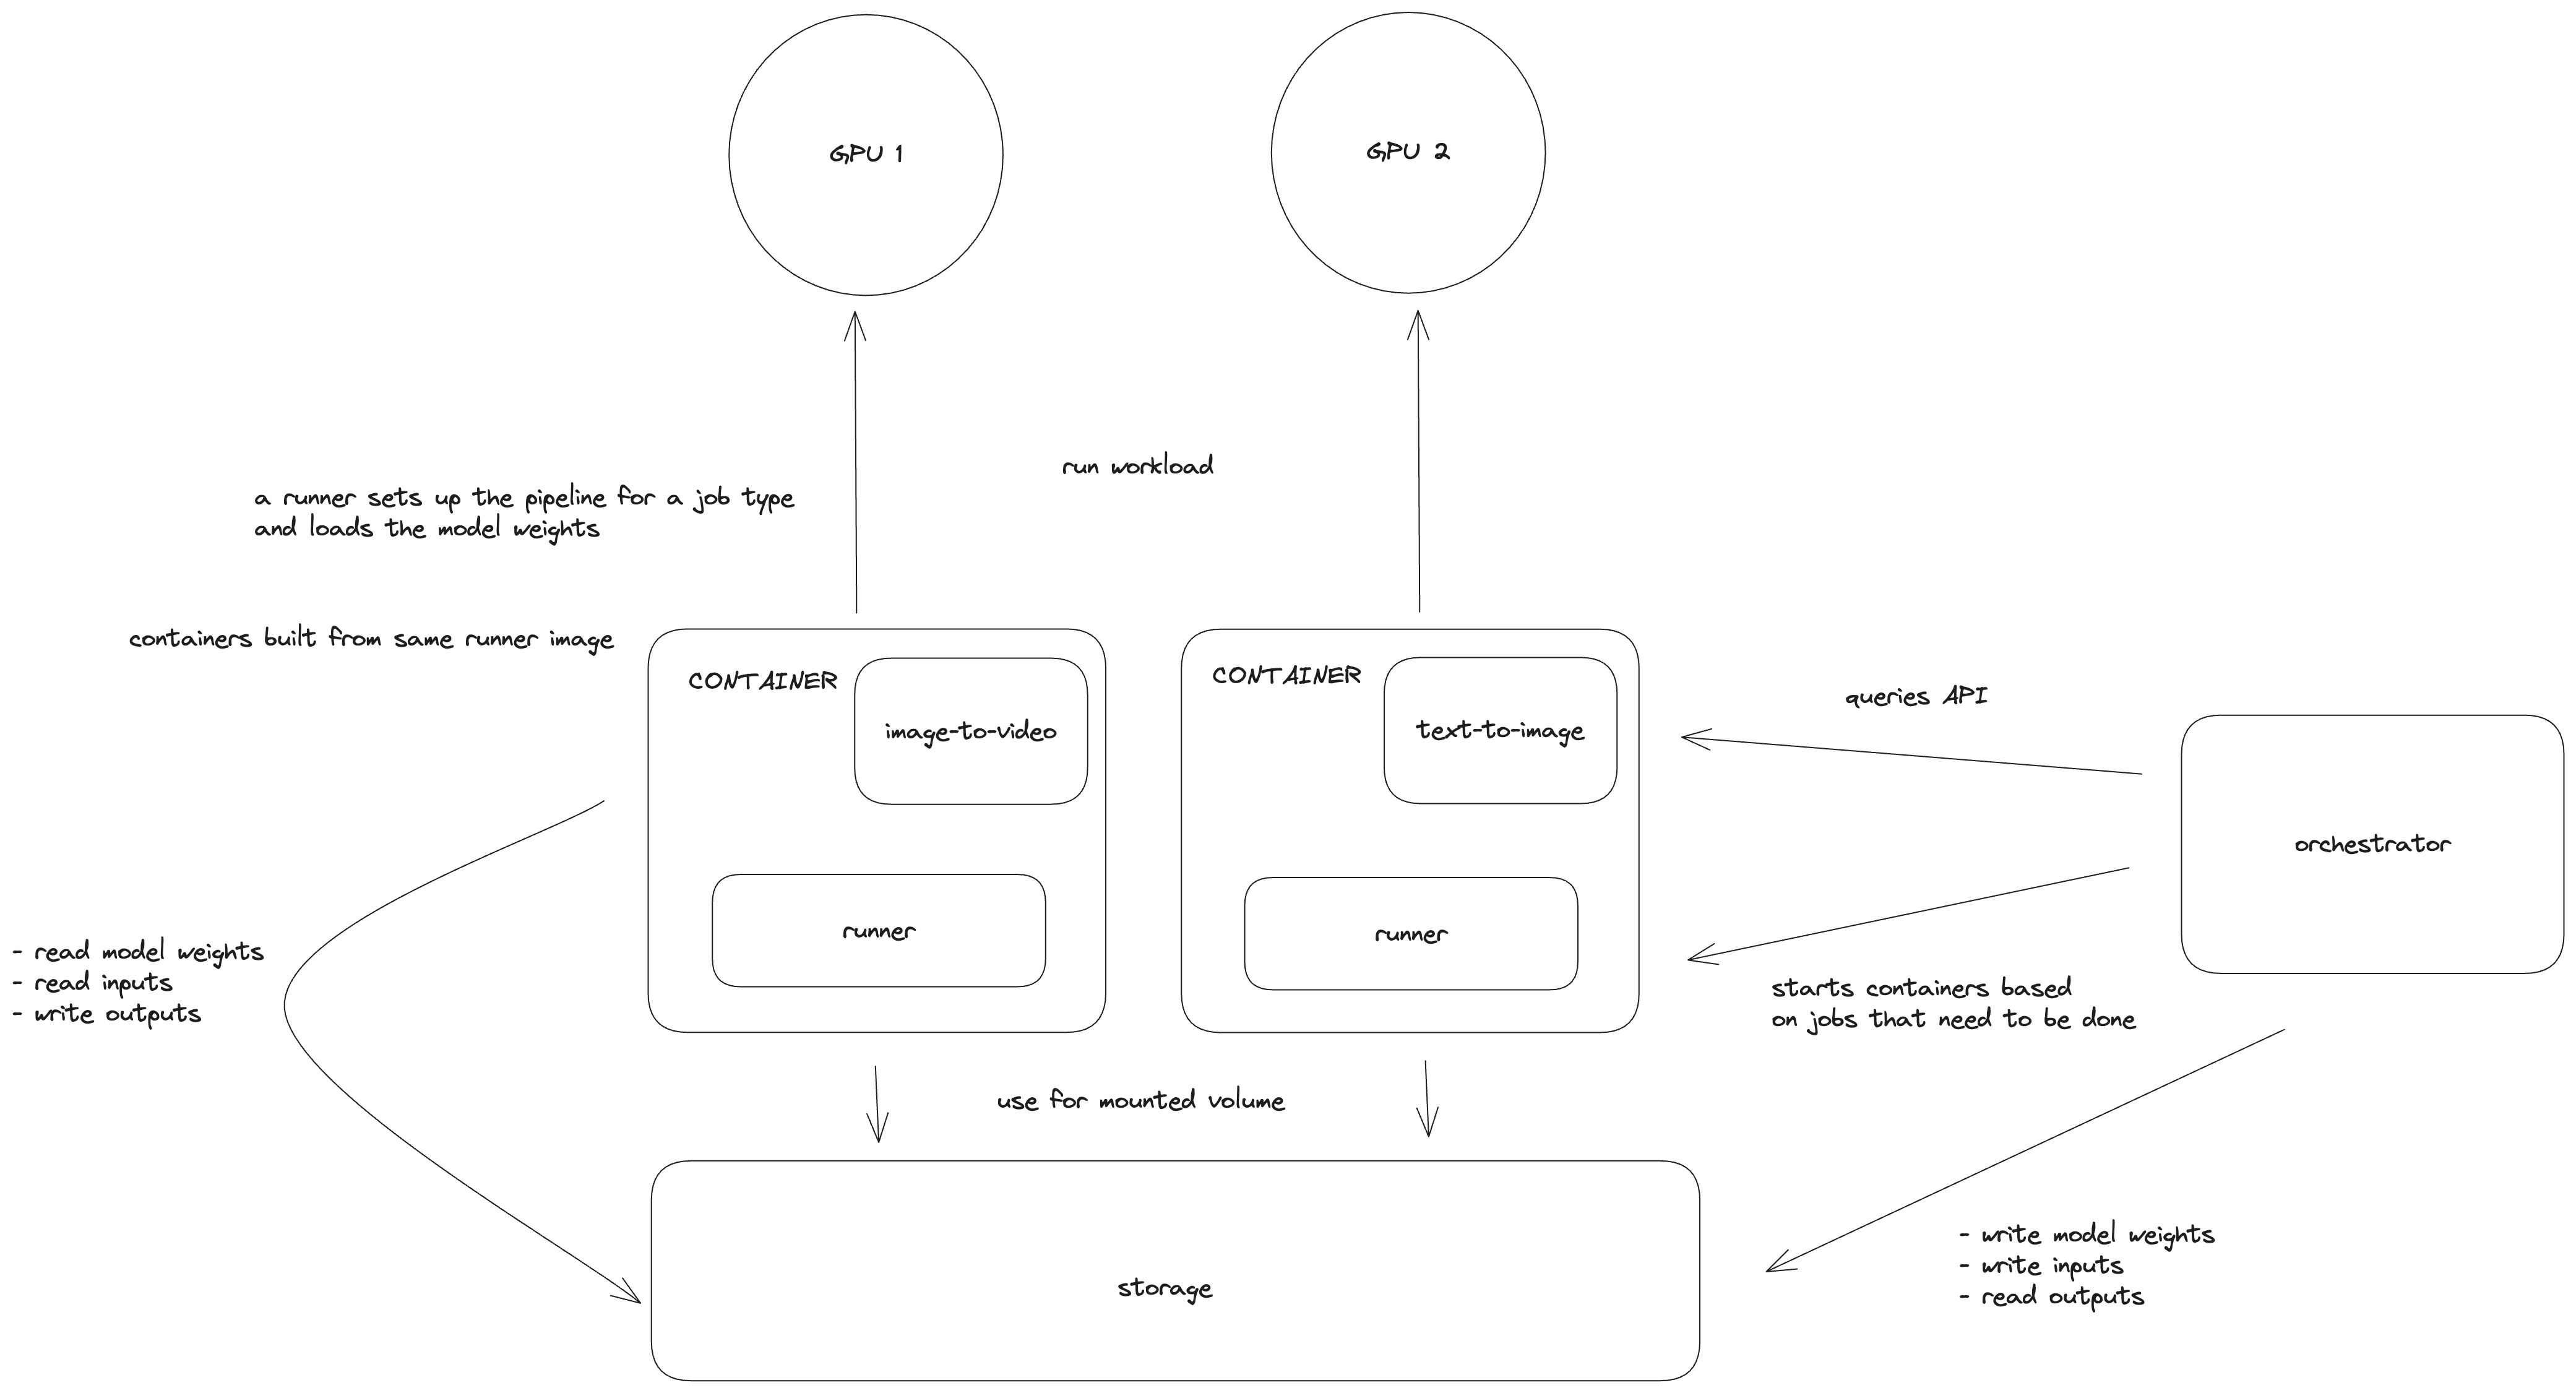 GPU 1
GPU 2
run workload
a runner sets up the pipeline for a job type
and loads the model weights
containers built from same runner image
CONTAINER
image-to-video
runner
CONTAINER
text-to-image
runner
queries API
orchestrator
starts containers based
on jobs that need to be done
- read model weights
- read inputs
- write outputs
use for mounted volume
storage
- write model weights
- write inputs
- read outputs